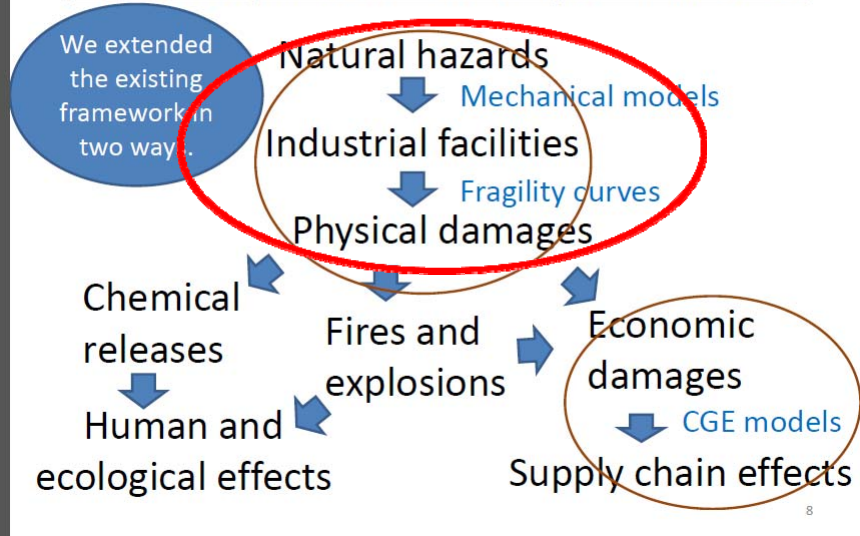 We extended
the existing
framework in
two ways.
Natural hazards
Mechanical models
Industrial facilities
Fragility curves
Physical damages
Chemical
releases
Fires and
explosions
Economic
damages
Human and
ecological effects
CGE models
Supply chain effects
8